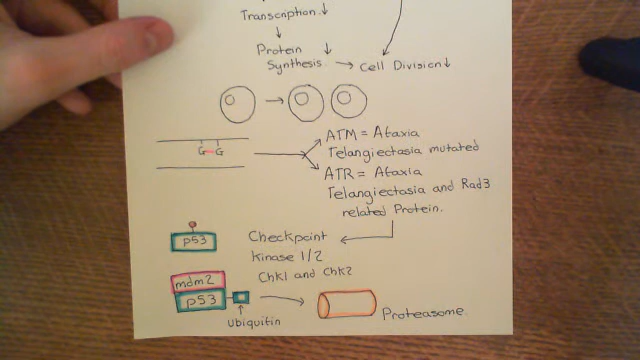 Transcription ↓
↓
Protein ↓
Synthesis → Cell Division ↓
G G
ATM = Ataxia
Telangiectasia mutated
ATR = Ataxia
Telangiectasia and Rad3
related Protein.
p53
Checkpoint
Kinase 1/2
Chk1 and Chk2
mdm2
p53
Ubiquitin
Proteasome